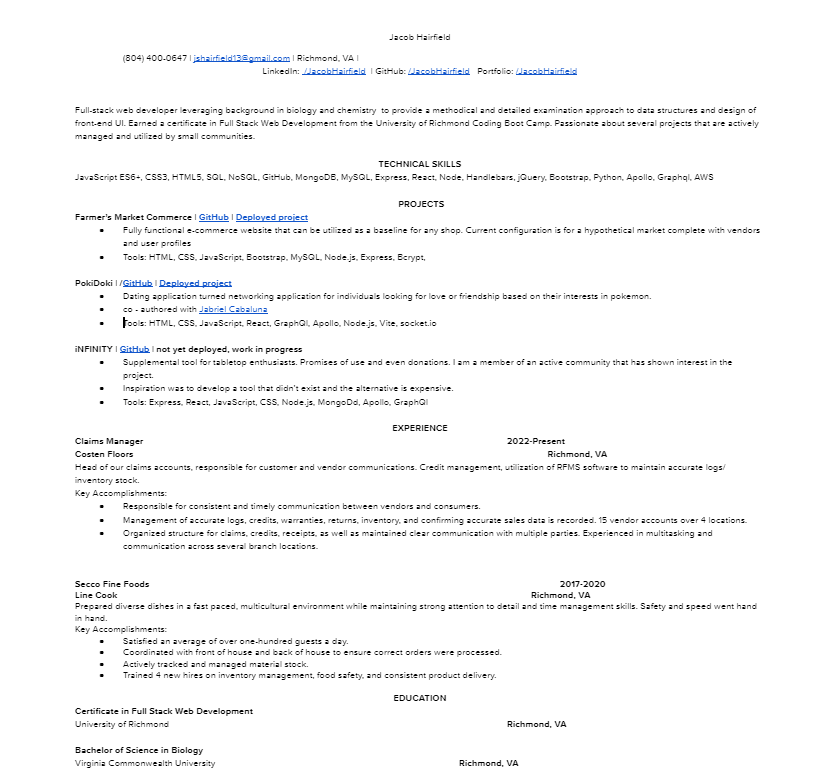 Jacob Hairfield
(804) 400-0647 | jshairfield13@gmail.com | Richmond, VA |
LinkedIn: /JacobHairfield | GitHub: /JacobHairfield Portfolio: /JacobHairfield
Full-stack web developer leveraging background in biology and chemistry to provide a methodical and detailed examination approach to data structures and design of
front-end UI. Earned a certificate in Full Stack Web Development from the University of Richmond Coding Boot Camp. Passionate about several projects that are actively
managed and utilized by small communities.
TECHNICAL SKILLS
JavaScript ES6+, CSS3, HTML5, SQL, NoSQL, GitHub, MongoDB, MySQL, Express, React, Node, Handlebars, jQuery, Bootstrap, Python, Apollo, Graphql, AWS
PROJECTS
Farmer's Market Commerce | GitHub | Deployed project
• Fully functional e-commerce website that can be utilized as a baseline for any shop. Current configuration is for a hypothetical market complete with vendors
and user profiles
• Tools: HTML, CSS, JavaScript, Bootstrap, MySQL, Node.js, Express, Bcrypt,
PokiDoki | /GitHub | Deployed project
• Dating application turned networking application for individuals looking for love or friendship based on their interests in pokemon.
• co - authored with Jabriel Cabaluna
• Tools: HTML, CSS, JavaScript, React, GraphQl, Apollo, Node.js, Vite, socket.io
iNFINITY | GitHub | not yet deployed, work in progress
• Supplemental tool for tabletop enthusiasts. Promises of use and even donations. I am a member of an active community that has shown interest in the
project.
• Inspiration was to develop a tool that didn't exist and the alternative is expensive.
• Tools: Express, React, JavaScript, CSS, Node.js, MongoDd, Apollo, GraphQl
EXPERIENCE
Claims Manager 2022-Present
Costen Floors Richmond, VA
Head of our claims accounts, responsible for customer and vendor communications. Credit management, utilization of RFMS software to maintain accurate logs/
inventory stock.
Key Accomplishments:
• Responsible for consistent and timely communication between vendors and consumers.
• Management of accurate logs, credits, warranties, returns, inventory, and confirming accurate sales data is recorded. 15 vendor accounts over 4 locations.
• Organized structure for claims, credits, receipts, as well as maintained clear communication with multiple parties. Experienced in multitasking and
communication across several branch locations.
Secco Fine Foods 2017-2020
Line Cook Richmond, VA
Prepared diverse dishes in a fast paced, multicultural environment while maintaining strong attention to detail and time management skills. Safety and speed went hand
in hand.
Key Accomplishments:
• Satisfied an average of over one-hundred guests a day.
• Coordinated with front of house and back of house to ensure correct orders were processed.
• Actively tracked and managed material stock.
• Trained 4 new hires on inventory management, food safety, and consistent product delivery.
EDUCATION
Certificate in Full Stack Web Development
University of Richmond Richmond, VA
Bachelor of Science in Biology
Virginia Commonwealth University Richmond, VA